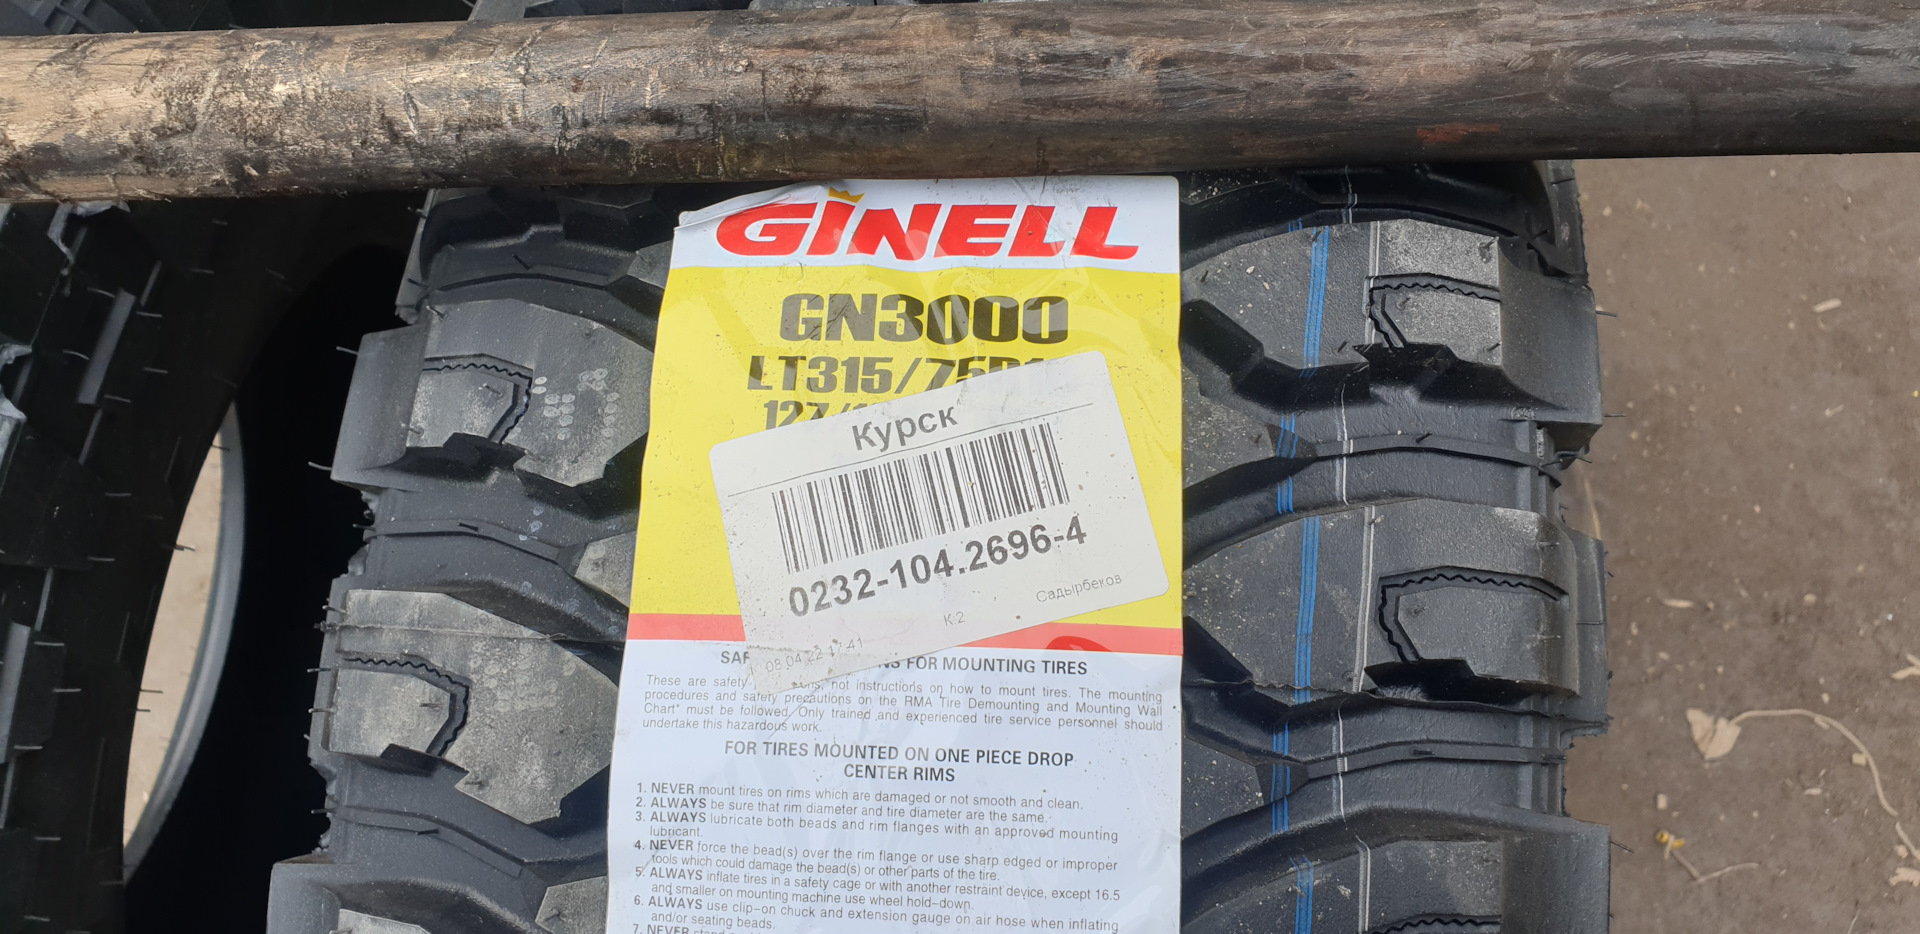 GINELL
GN3000
LT315/75R1
127/1
Курск
0232-104.2696-4
Садырбеков
К.2
08.04.22 11:41
FOR MOUNTING TIRES
These are safety not instructions on how to mount tires. The mounting
procedures and safety precautions on the RMA Tire Demounting and Mounting Wall
Chart* must be followed. Only trained and experienced tire service personnel should
undertake this hazardous work.
FOR TIRES MOUNTED ON ONE PIECE DROP
CENTER RIMS
1. NEVER mount tires on rims which are damaged or not smooth and clean.
2. ALWAYS be sure that rim diameter and tire diameter are the same.
3. ALWAYS lubricate both beads and rim flanges with an approved mounting
lubricant.
4. NEVER force the bead(s) over the rim flange or use sharp edged or improper
tools which could damage the bead(s) or other parts of the tire.
5. ALWAYS inflate tires in a safety cage or with another restraint device, except 16.5
and smaller on mounting machine use wheel hold-down.
6. ALWAYS use clip-on chuck and extension gauge on air hose when inflating
and/or seating beads.
7. NEVER